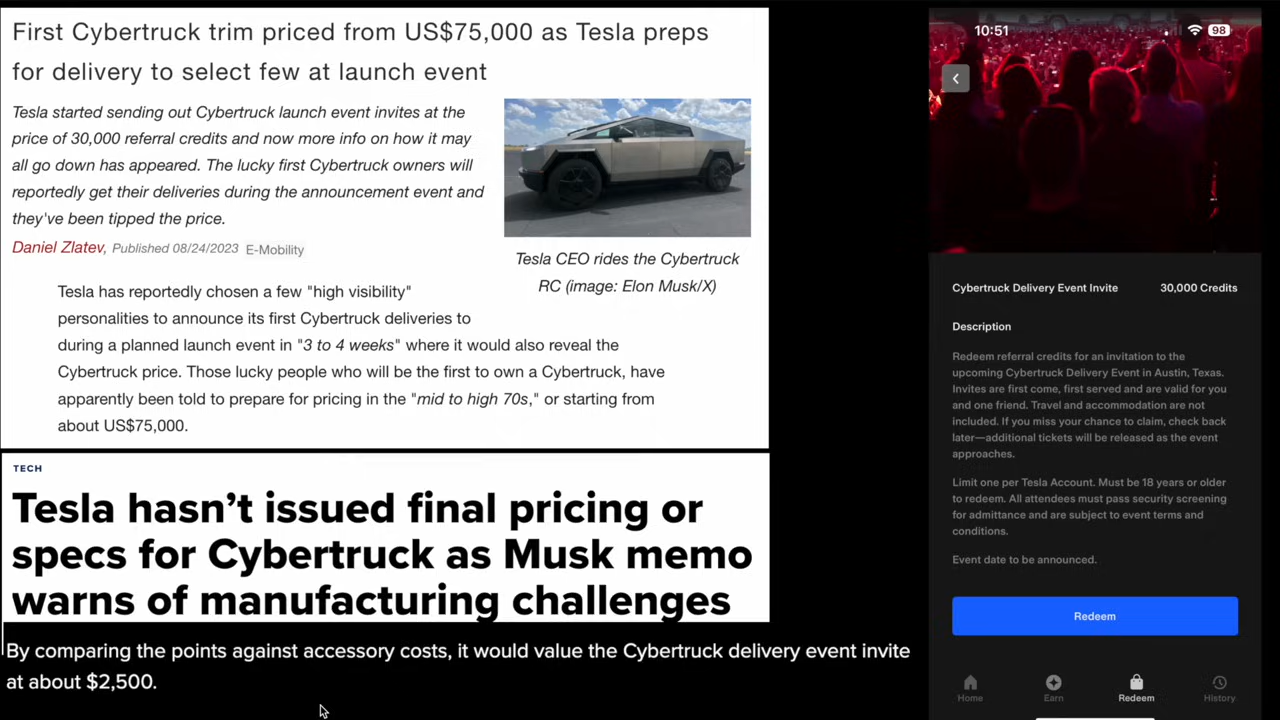 First Cybertruck trim priced from US$75,000 as Tesla preps
for delivery to select few at launch event
Tesla started sending out Cybertruck launch event invites at the
price of 30,000 referral credits and now more info on how it may
all go down has appeared. The lucky first Cybertruck owners will
reportedly get their deliveries during the announcement event and
they've been tipped the price.
Daniel Zlatev, Published 08/24/2023 E-Mobility
Tesla CEO rides the Cybertruck
RC (image: Elon Musk/X)
Tesla has reportedly chosen a few "high visibility"
personalities to announce its first Cybertruck deliveries to
during a planned launch event in "3 to 4 weeks" where it would also reveal the
Cybertruck price. Those lucky people who will be the first to own a Cybertruck, have
apparently been told to prepare for pricing in the "mid to high 70s," or starting from
about US$75,000.
TECH
Tesla hasn't issued final pricing or
specs for Cybertruck as Musk memo
warns of manufacturing challenges
By comparing the points against accessory costs, it would value the Cybertruck delivery event invite
at about $2,500.
10:51 98
Cybertruck Delivery Event Invite 30,000 Credits
Description
Redeem referral credits for an invitation to the
upcoming Cybertruck Delivery Event in Austin, Texas.
Invites are first come, first served and are valid for you
and one friend. Travel and accommodation are not
included. If you miss your chance to claim, check back
later—additional tickets will be released as the event
approaches.
Limit one per Tesla Account. Must be 18 years or older
to redeem. All attendees must pass security screening
for admittance and are subject to event terms and
conditions.
Event date to be announced.
Redeem
Home Earn Redeem History